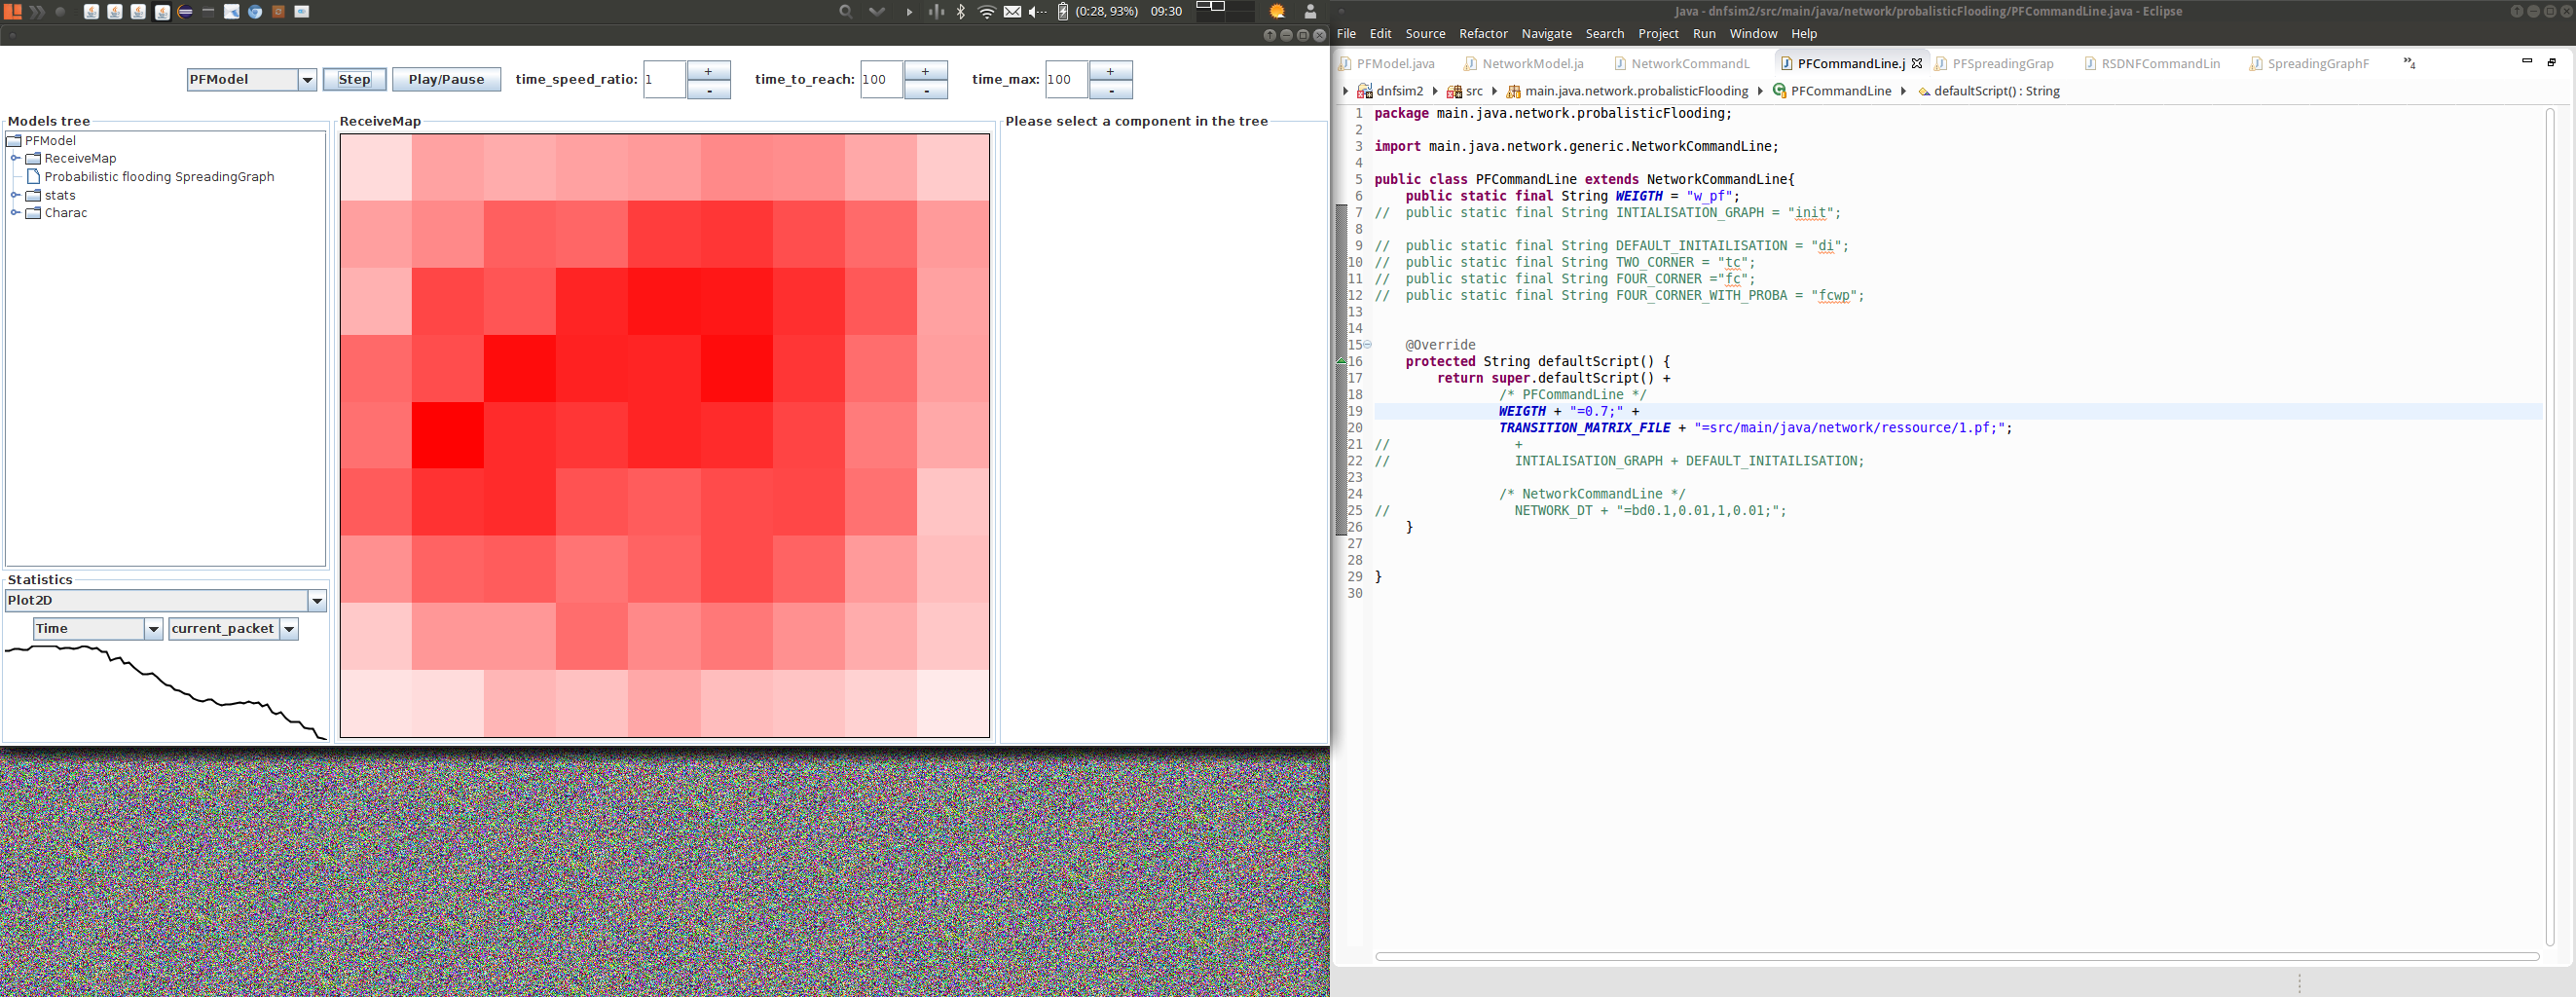 (0:28, 93%) 09:30
PFModel Step Play/Pause time_speed_ratio: 1 + - time_to_reach: 100 + - time_max: 100 + -
Models tree
PFModel
ReceiveMap
Probabilistic flooding SpreadingGraph
stats
Charac
Statistics
Plot2D
Time current_packet
ReceiveMap
Please select a component in the tree
Java - dnfsim2/src/main/java/network/probalisticFlooding/PFCommandLine.java - Eclipse
File Edit Source Refactor Navigate Search Project Run Window Help
PFModel.java NetworkModel.ja NetworkCommandL PFCommandLine.j PFSpreadingGrap RSDNFCommandLin SpreadingGraphF »4
dnfsim2 src main.java.network.probalisticFlooding PFCommandLine defaultScript() : String
1 package main.java.network.probalisticFlooding;
2
3 import main.java.network.generic.NetworkCommandLine;
4
5 public class PFCommandLine extends NetworkCommandLine{
6 public static final String WEIGTH = "w_pf";
7 // public static final String INTIALISATION_GRAPH = "init";
8
9 // public static final String DEFAULT_INITAILISATION = "di";
10 // public static final String TWO_CORNER = "tc";
11 // public static final String FOUR_CORNER ="fc";
12 // public static final String FOUR_CORNER_WITH_PROBA = "fcwp";
13
14
15 @Override
16 protected String defaultScript() {
17 return super.defaultScript() +
18 /* PFCommandLine */
19 WEIGTH + "=0.7;" +
20 TRANSITION_MATRIX_FILE + "=src/main/java/network/ressource/1.pf;";
21 // +
22 // INTIALISATION_GRAPH + DEFAULT_INITAILISATION;
23
24 /* NetworkCommandLine */
25 // NETWORK_DT + "=bd0.1,0.01,1,0.01;";
26 }
27
28
29 }
30